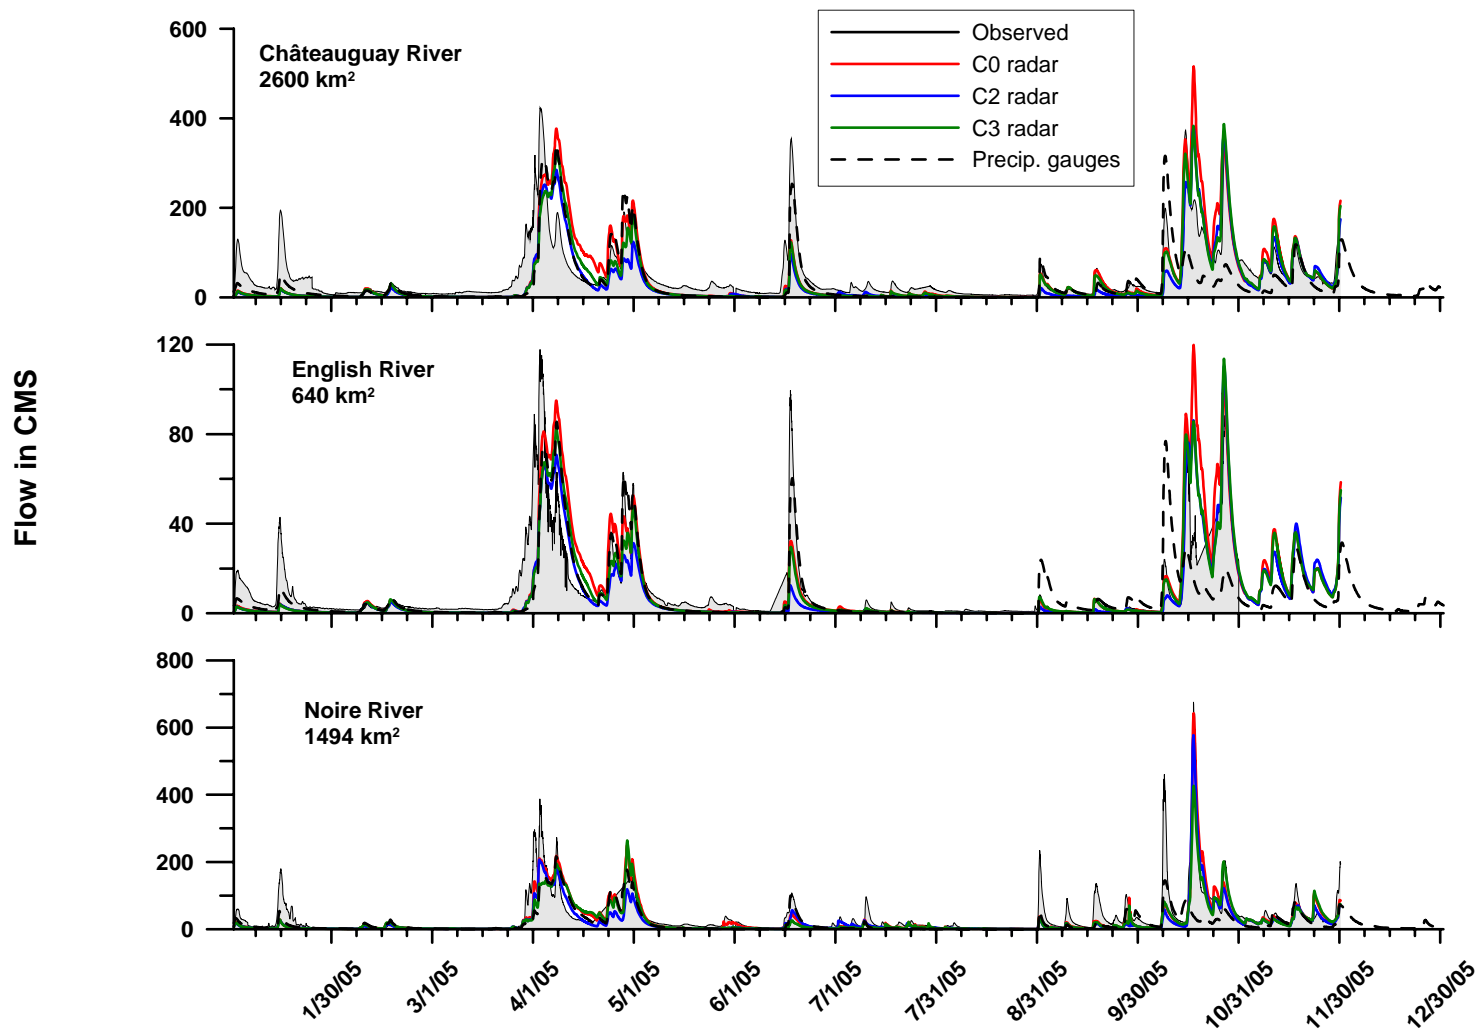 Flow in CMS
600
400
200
0
Châteauguay River
2600 km²
Observed
C0 radar
C2 radar
C3 radar
Precip. gauges
120
80
40
0
English River
640 km²
800
600
400
200
0
Noire River
1494 km²
1/30/05
3/1/05
4/1/05
5/1/05
6/1/05
7/1/05
7/31/05
8/31/05
9/30/05
10/31/05
11/30/05
12/30/05